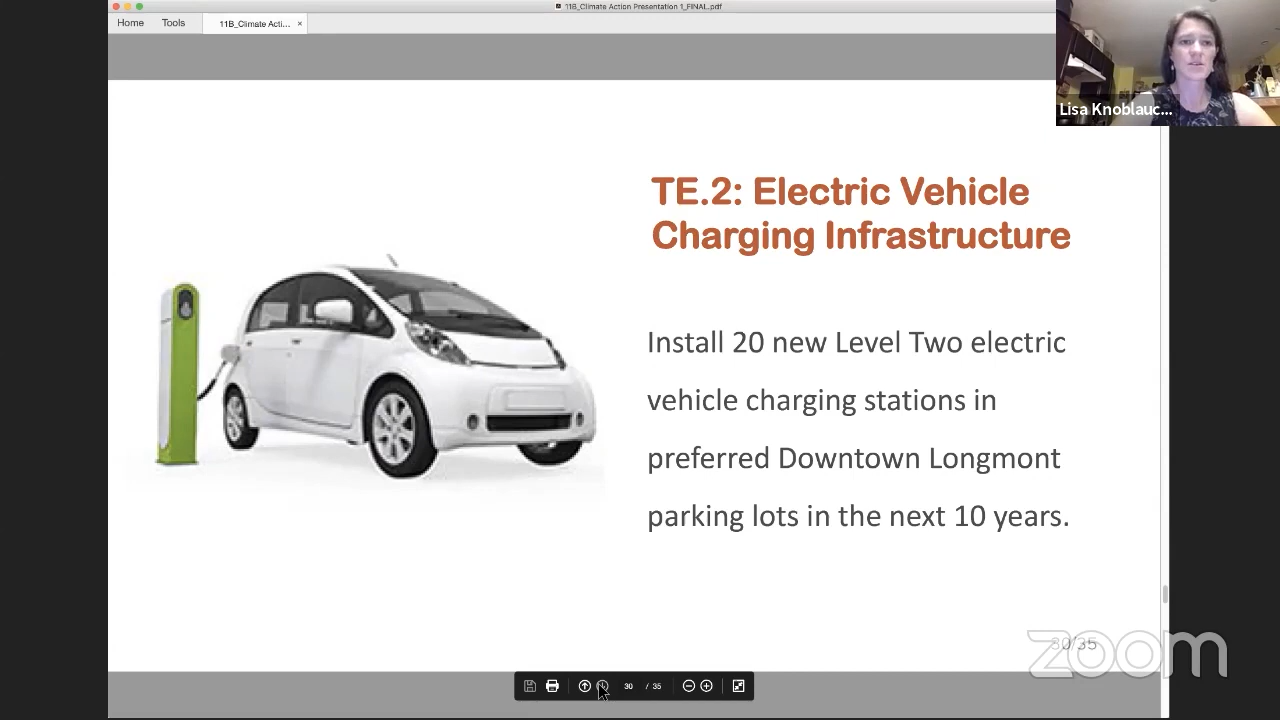 11B_Climate Action Presentation 1_FINAL.pdf
Home Tools 11B_Climate Acti... ×
Lisa Knoblauc...
TE.2: Electric Vehicle
Charging Infrastructure
Install 20 new Level Two electric
vehicle charging stations in
preferred Downtown Longmont
parking lots in the next 10 years.
30/35
zoom
30 / 35